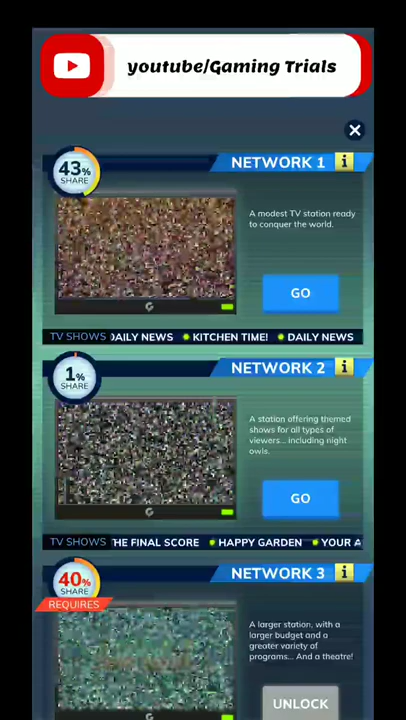 youtube/Gaming Trials
43%
SHARE
NETWORK 1
i
A modest TV station ready
to conquer the world.
GO
TV SHOWS DAILY NEWS KITCHEN TIME! DAILY NEWS
1%
SHARE
NETWORK 2
i
A station offering themed
shows for all types of
viewers... including night
owls.
GO
TV SHOWS THE FINAL SCORE HAPPY GARDEN YOUR A
40%
SHARE
REQUIRES
NETWORK 3
i
A larger station, with a
larger budget and a
greater variety of
programs... And a theatre!
UNLOCK